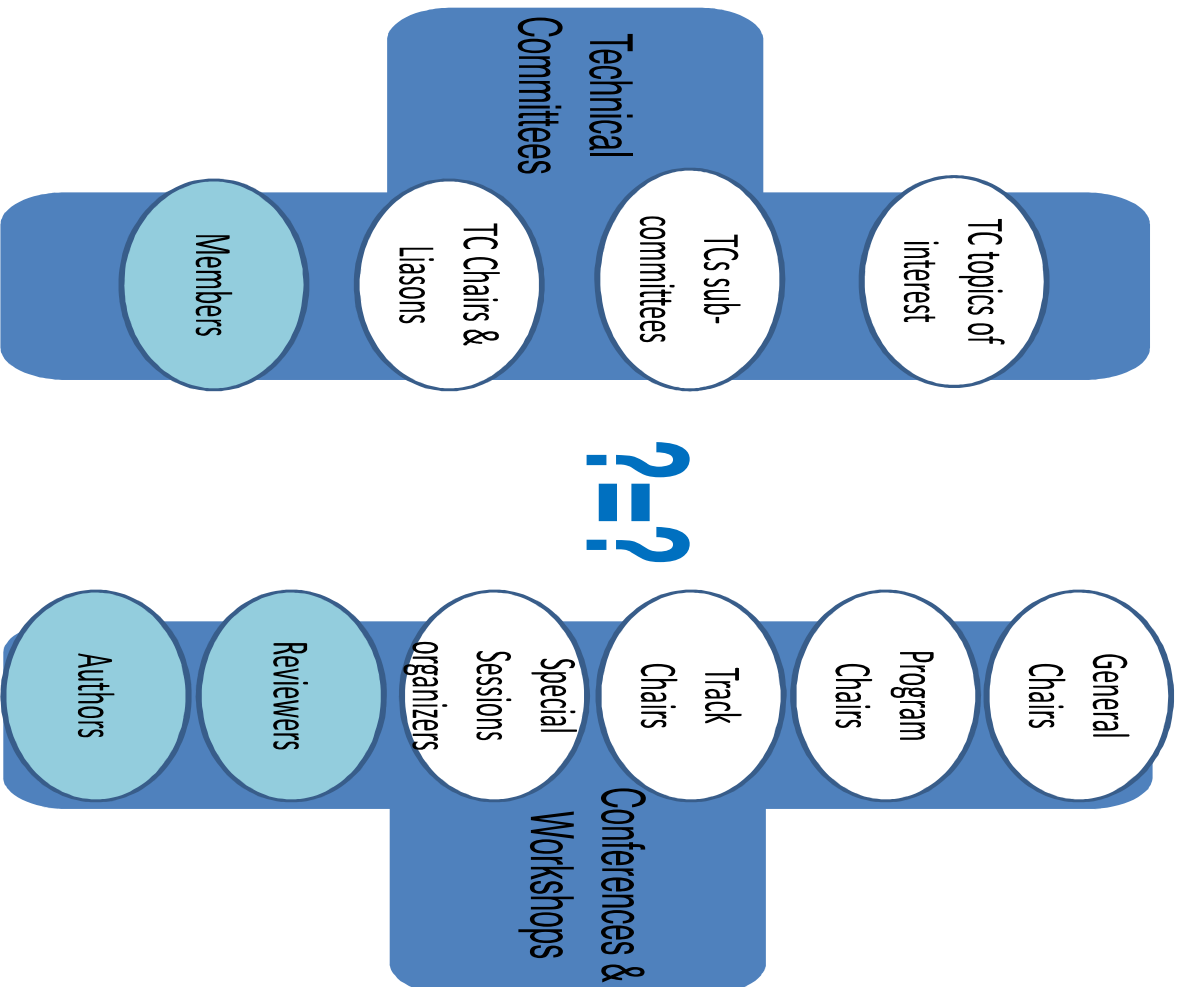 Technical
Committees
TC topics of
interest
TCs sub-
committees
TC Chairs &
Liasons
Members
?=?
General
Chairs
Program
Chairs
Track
Chairs
Special
Sessions
organizers
Reviewers
Authors
Conferences &
Workshops